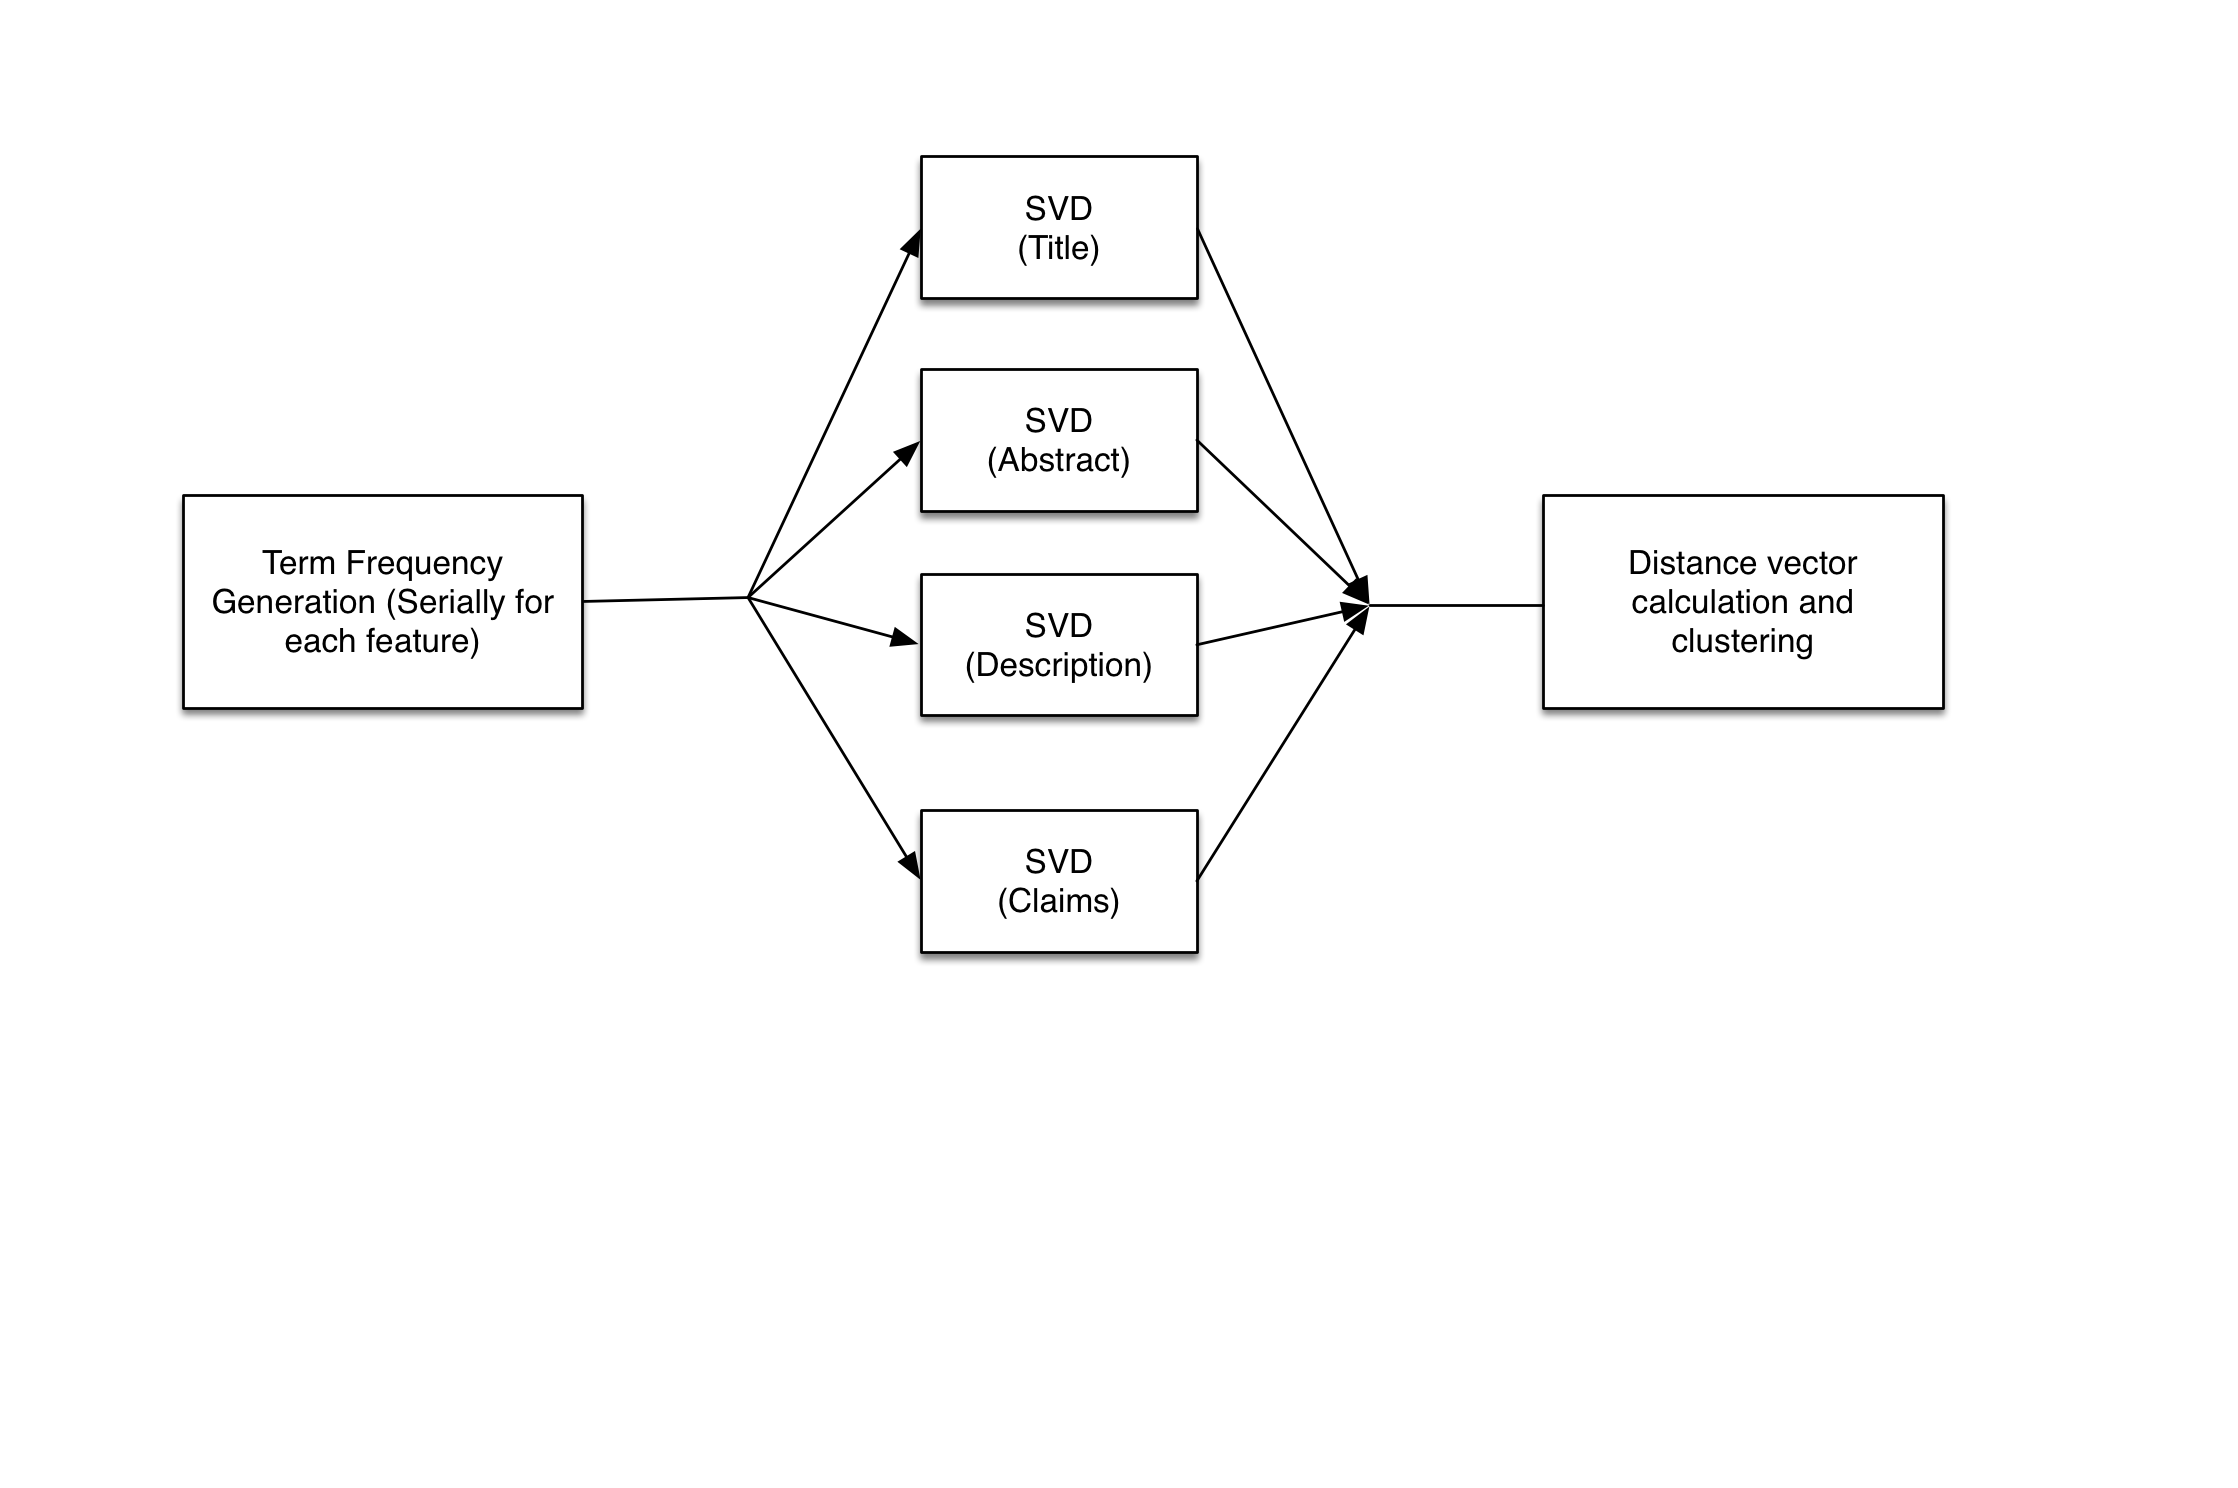 Term Frequency
Generation (Serially for
each feature)
SVD
(Title)
SVD
(Abstract)
SVD
(Description)
SVD
(Claims)
Distance vector
calculation and
clustering